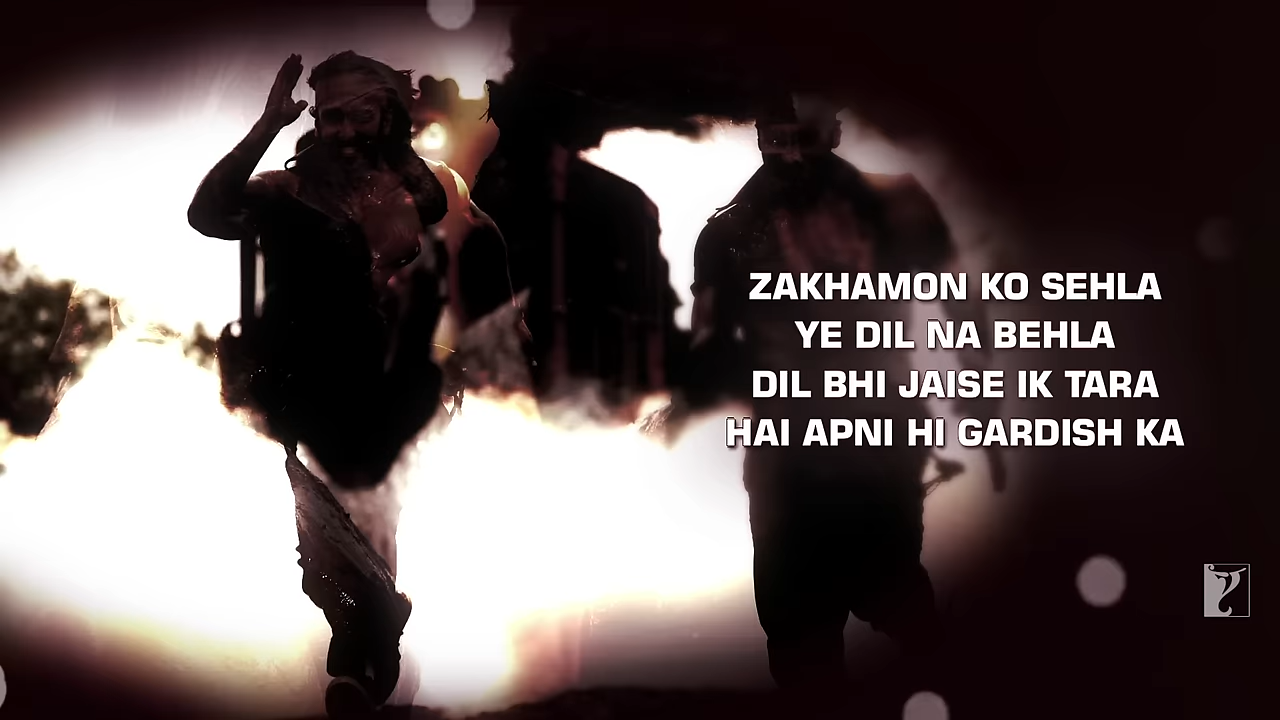 ZAKHAMON KO SEHLA
YE DIL NA BEHLA
DIL BHI JAISE IK TARA
HAI APNI HI GARDISH KA